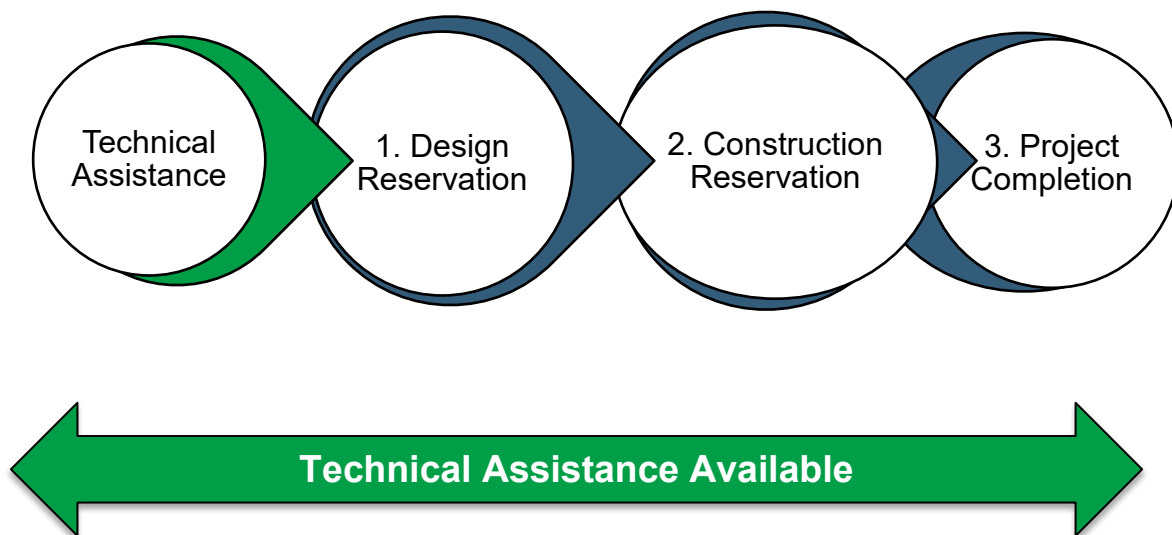 Technical
Assistance
1. Design
Reservation
2. Construction
Reservation
3. Project
Completion
Technical Assistance Available